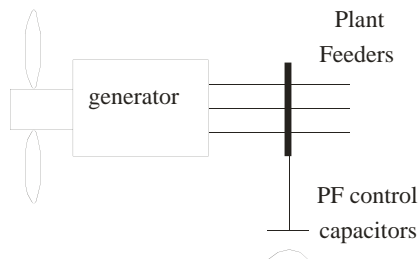 Plant
Feeders
generator
PF control
capacitors